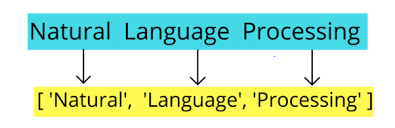 Natural Language Processing
[ 'Natural', 'Language', 'Processing' ]